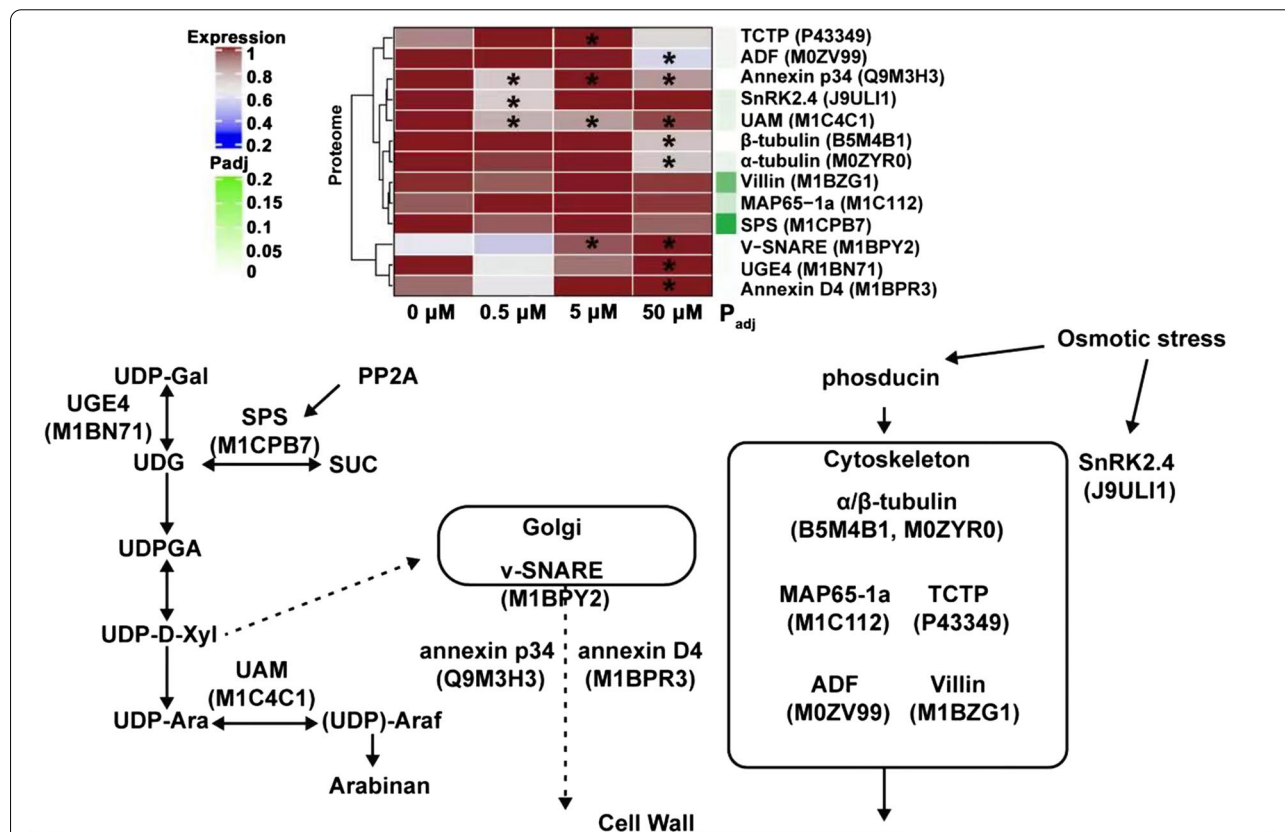 Expression
1
0.8
0.6
0.4
0.2
Padj
0.2
0.15
0.1
0.05
0
Proteome
* TCTP (P43349)
* ADF (M0ZV99)
* * * Annexin p34 (Q9M3H3)
* SnRK2.4 (J9ULI1)
* * * UAM (M1C4C1)
* β-tubulin (B5M4B1)
* α-tubulin (M0ZYR0)
Villin (M1BZG1)
MAP65−1a (M1C112)
SPS (M1CPB7)
* * V−SNARE (M1BPY2)
* UGE4 (M1BN71)
* Annexin D4 (M1BPR3)
0 μM 0.5 μM 5 μM 50 μM Padj
UDP-Gal
UGE4
(M1BN71)
PP2A
SPS
(M1CPB7)
UDG
SUC
UDPGA
UDP-D-Xyl
UAM
(M1C4C1)
UDP-Ara
(UDP)-Araf
Arabinan
Golgi
v-SNARE
(M1BPY2)
annexin p34
(Q9M3H3)
annexin D4
(M1BPR3)
Cell Wall
Osmotic stress
phosducin
SnRK2.4
(J9ULI1)
Cytoskeleton
α/β-tubulin
(B5M4B1, M0ZYR0)
MAP65-1a
(M1C112)
TCTP
(P43349)
ADF
(M0ZV99)
Villin
(M1BZG1)